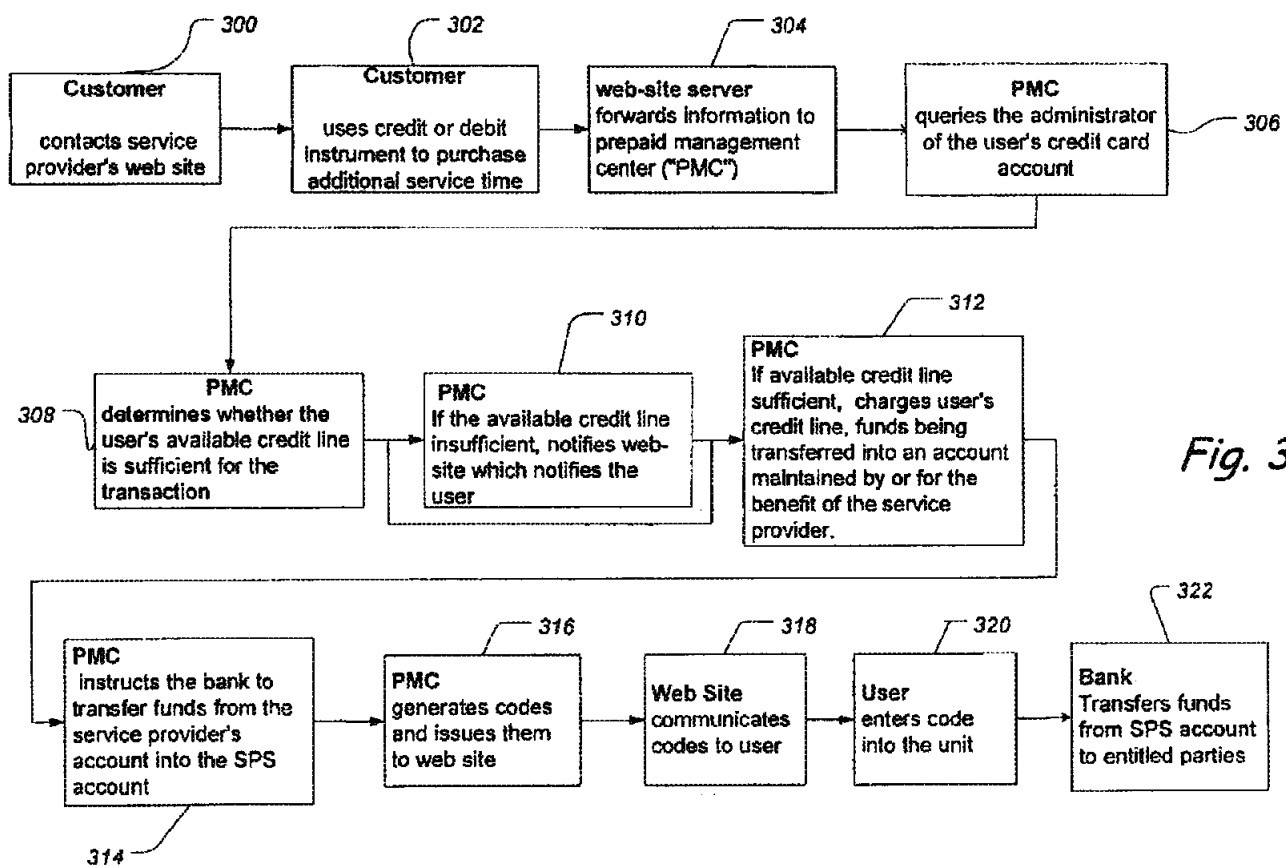 300
Customer
contacts service
provider's web site
302
Customer
uses credit or debit
instrument to purchase
additional service time
304
web-site server
forwards information to
prepaid management
center ("PMC")
PMC
queries the administrator
of the user's credit card
account
306
308
PMC
determines whether the
user's available credit line
is sufficient for the
transaction
310
PMC
If the available credit line
insufficient, notifies web-
site which notifies the
user
312
PMC
If available credit line
sufficient, charges user's
credit line, funds being
transferred into an account
maintained by or for the
benefit of the service
provider.
Fig. 3
PMC
instructs the bank to
transfer funds from the
service provider's
account into the SPS
account
314
316
PMC
generates codes
and issues them
to web site
318
Web Site
communicates
codes to user
320
User
enters code
into the unit
322
Bank
Transfers funds
from SPS account
to entitled parties